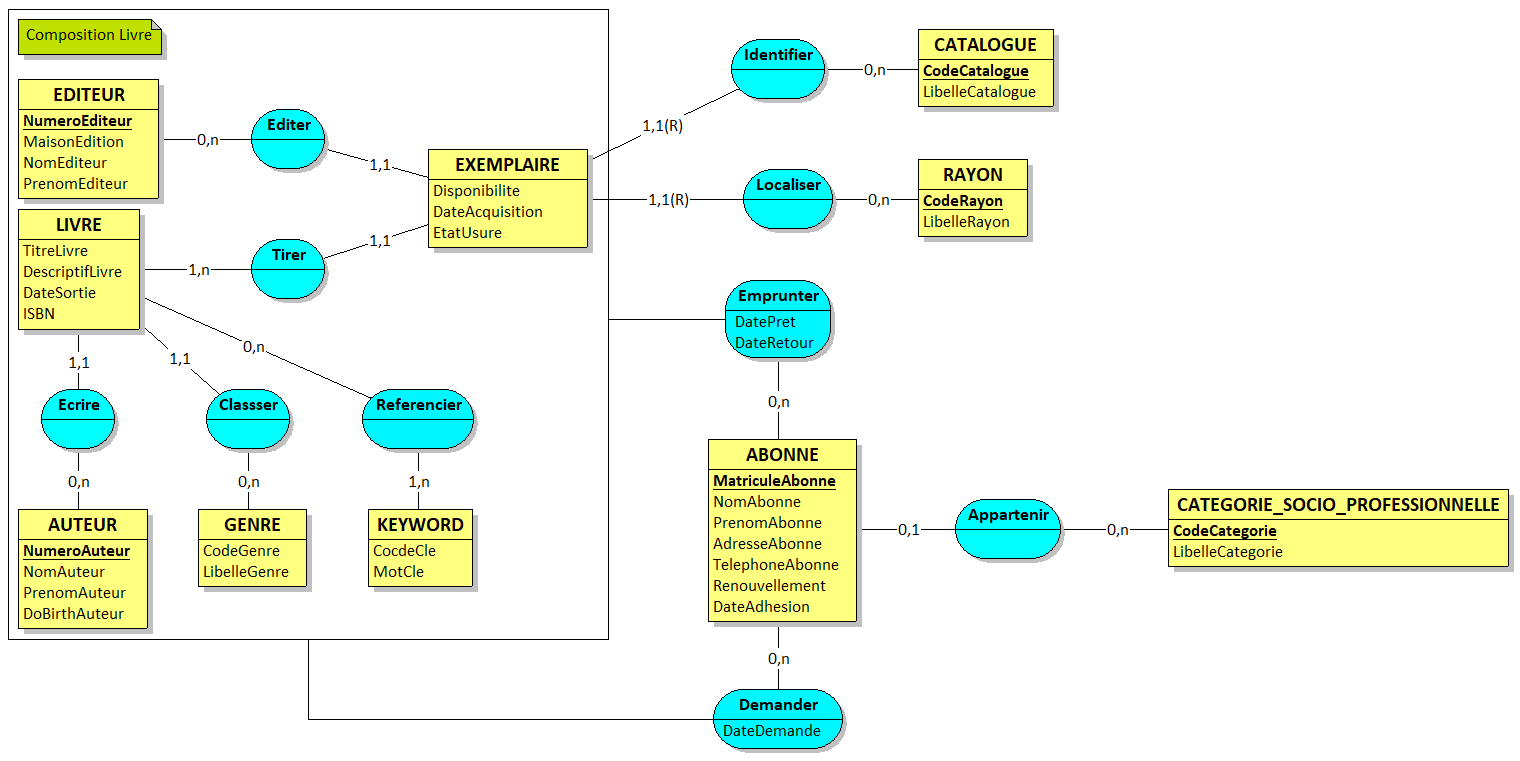 Composition Livre
EDITEUR
NumeroEditeur
MaisonEdition
NomEditeur
PrenomEditeur
0,n
Editer
1,1
EXEMPLAIRE
Disponibilite
DateAcquisition
EtatUsure
LIVRE
TitreLivre
DescriptifLivre
DateSortie
ISBN
1,n
Tirer
1,1
1,1
1,1
0,n
Ecrire
Classser
Referencier
0,n
0,n
1,n
AUTEUR
NumeroAuteur
NomAuteur
PrenomAuteur
DoBirthAuteur
GENRE
CodeGenre
LibelleGenre
KEYWORD
CocdeCle
MotCle
1,1(R)
Identifier
0,n
CATALOGUE
CodeCatalogue
LibelleCatalogue
1,1(R)
Localiser
0,n
RAYON
CodeRayon
LibelleRayon
Emprunter
DatePret
DateRetour
0,n
ABONNE
MatriculeAbonne
NomAbonne
PrenomAbonne
AdresseAbonne
TelephoneAbonne
Renouvellement
DateAdhesion
0,1
Appartenir
0,n
CATEGORIE_SOCIO_PROFESSIONNELLE
CodeCategorie
LibelleCategorie
0,n
Demander
DateDemande